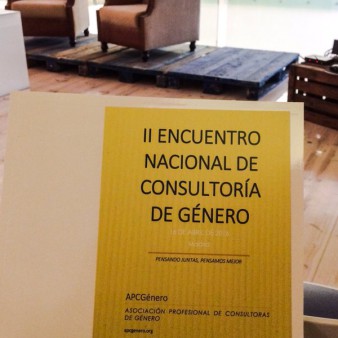 II ENCUENTRO
NACIONAL DE
CONSULTORÍA
DE GÉNERO
PENSANDO JUNTAS, PENSAMOS MEJOR
APCGénero
ASOCIACIÓN PROFESIONAL DE CONSULTORAS
DE GÉNERO
apcgenero.org